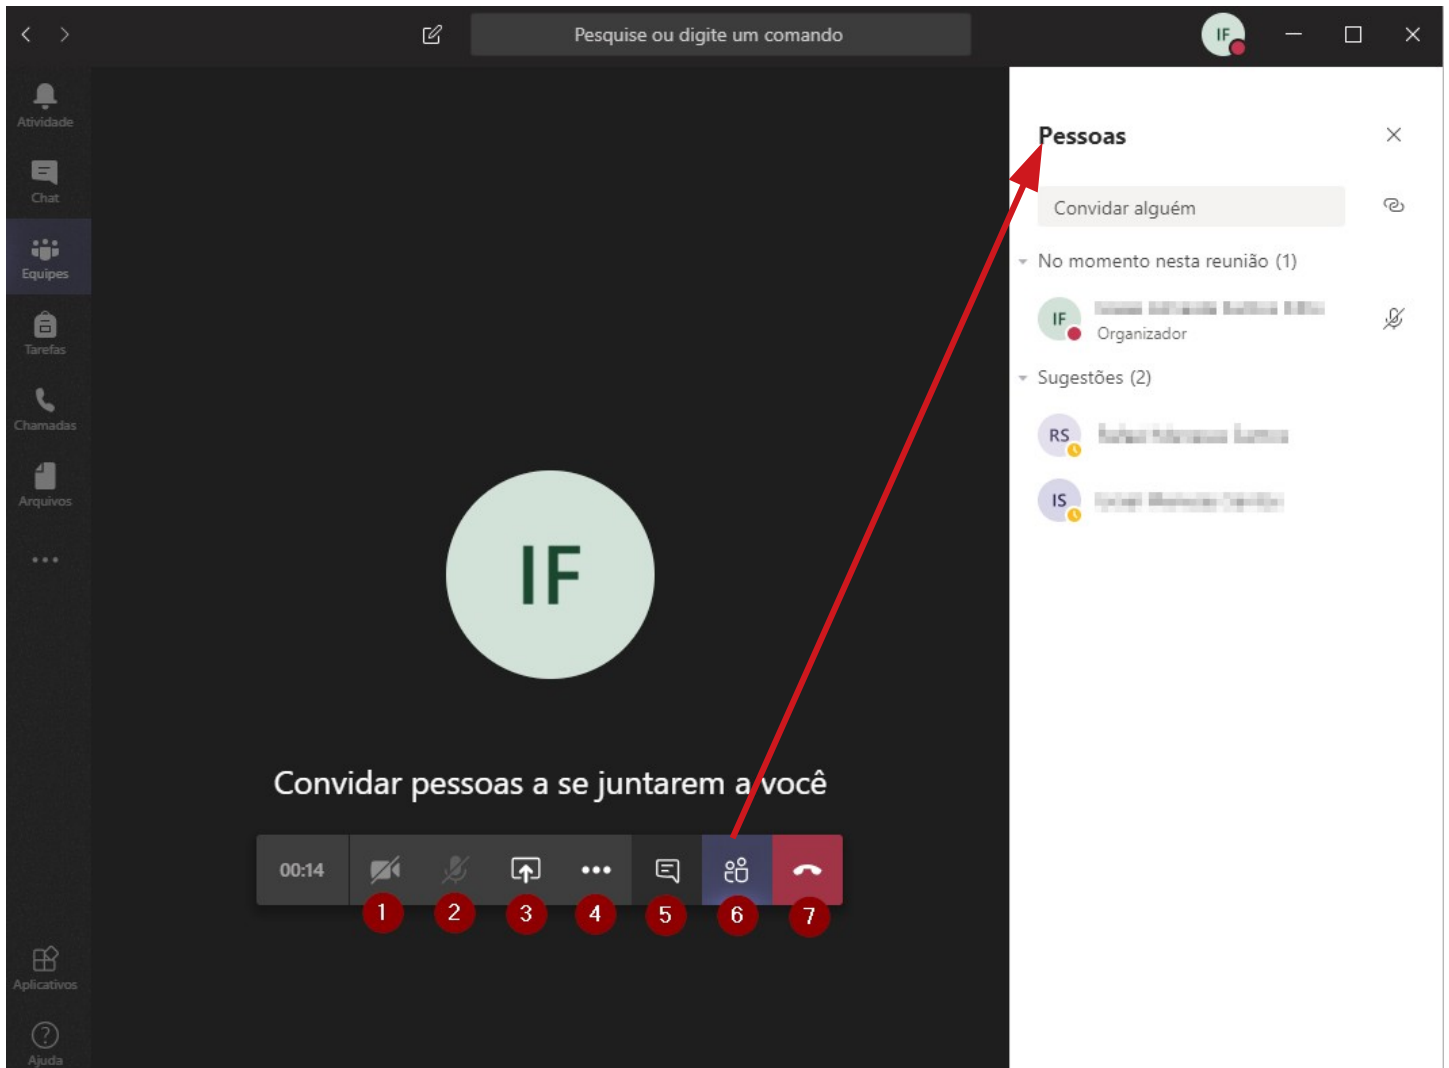 Pesquise ou digite um comando
IF
Atividade
Chat
Equipes
Tarefas
Chamadas
Arquivos
Aplicativos
Ajuda
IF
Convidar pessoas a se juntarem a você
00:14
1 2 3 4 5 6 7
Pessoas
Convidar alguém
No momento nesta reunião (1)
IF
Organizador
Sugestões (2)
RS
IS